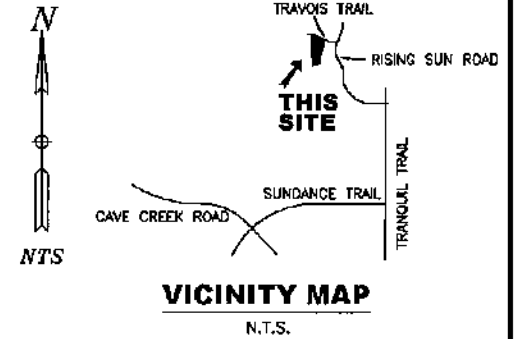 N
NTS
TRAVOIS TRAIL
RISING SUN ROAD
THIS
SITE
SUNDANCE TRAIL
CAVE CREEK ROAD
TRANQUIL TRAIL
VICINITY MAP
N.T.S.